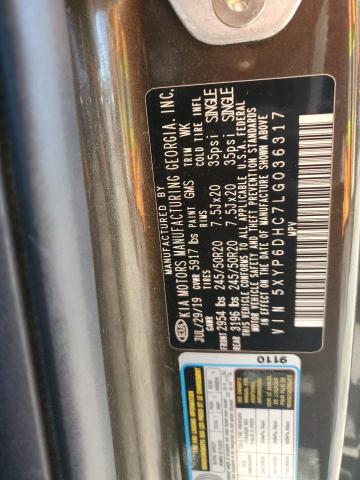 MANUFACTURED BY
KIA KIA MOTORS MANUFACTURING GEORGIA, INC.
JUL/29/19 PAINT GMS TRIM WK
GVWR 5917 lbs
GAWR TIRES RIMS COLD TIRE INFL
FRONT 2954 lbs 245/50R20 7.5Jx20 35psi SINGLE
REAR 3196 lbs 245/50R20 7.5Jx20 35psi SINGLE
THIS VEHICLE CONFORMS TO ALL APPLICABLE U.S.A. FEDERAL
MOTOR VEHICLE SAFETY AND THEFT PREVENTION STANDARDS
IN EFFECT ON THE DATE OF MANUFACTURE SHOWN ABOVE
VIN 5XYP6DHC7LG036317
MPV
9110